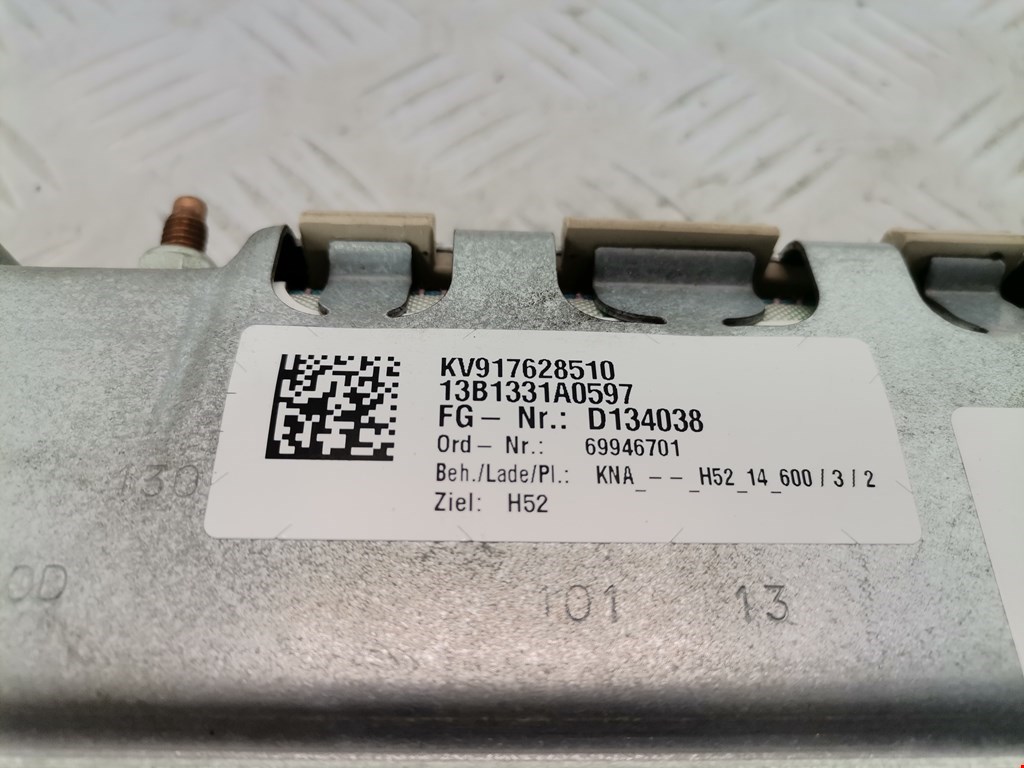 KV917628510
13B1331A0597
FG – Nr.: D134038
Ord – Nr.: 69946701
Beh./Lade/Pl.: KNA_ – – _H52_14_600 / 3 / 2
Ziel: H52
130
0D
101 13